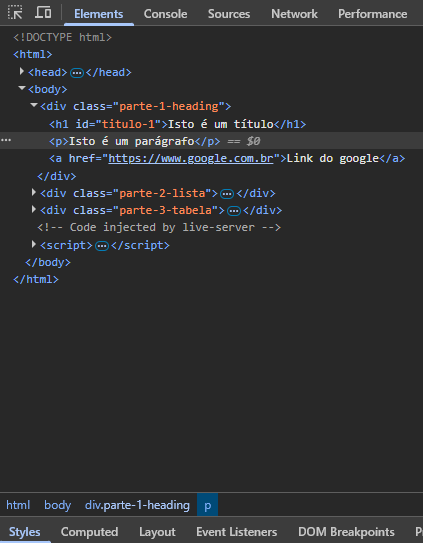 Elements Console Sources Network Performance
<!DOCTYPE html>
<html>
<head> … </head>
<body>
<div class="parte-1-heading">
<h1 id="titulo-1">Isto é um título</h1>
… <p>Isto é um parágrafo</p> == $0
<a href="https://www.google.com.br">Link do google</a>
</div>
<div class="parte-2-lista"> … </div>
<div class="parte-3-tabela"> … </div>
<!-- Code injected by live-server -->
<script> … </script>
</body>
</html>
html body div.parte-1-heading p
Styles Computed Layout Event Listeners DOM Breakpoints